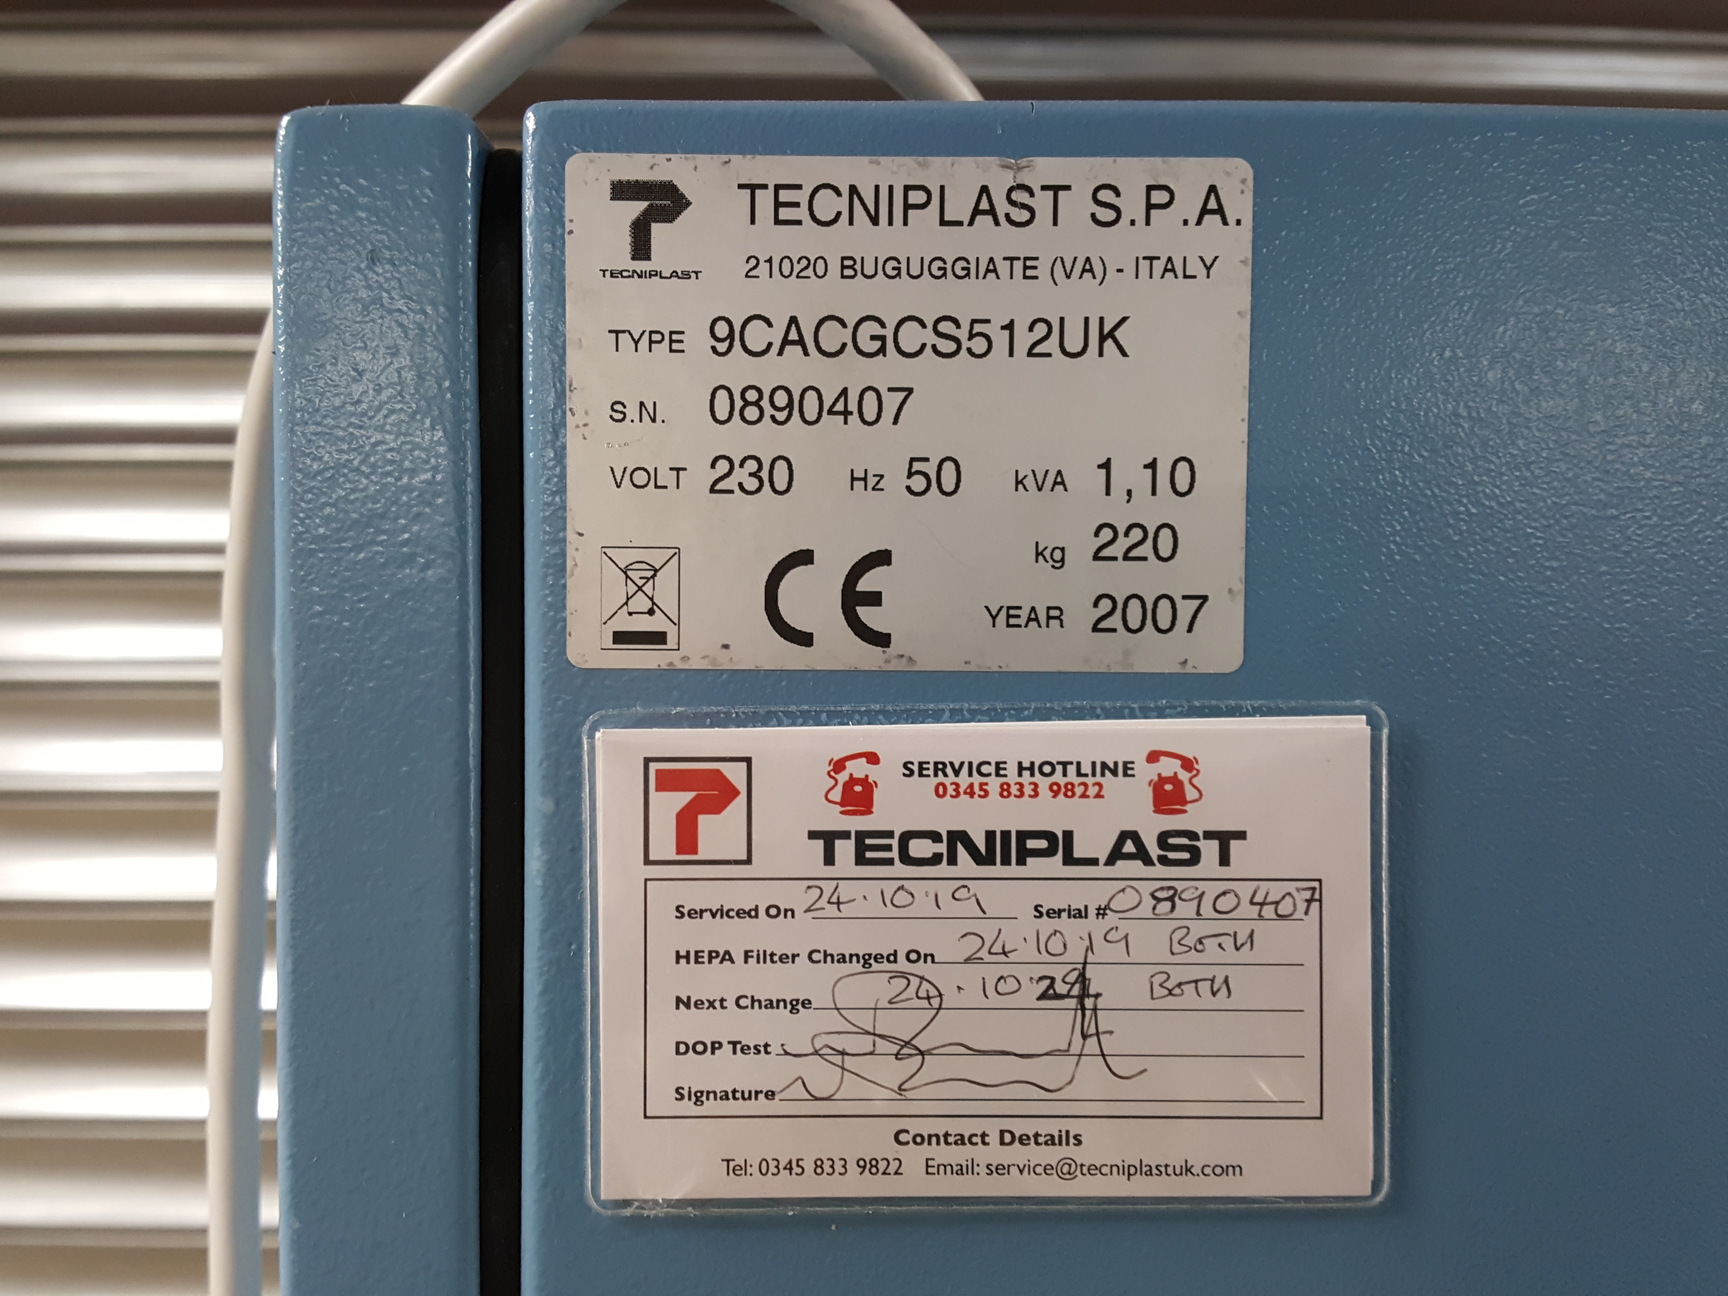 TECNIPLAST
TECNIPLAST S.P.A.
21020 BUGUGGIATE (VA) - ITALY
TYPE 9CACGCS512UK
S.N. 0890407
VOLT 230 Hz 50 kVA 1,10
kg 220
CE
YEAR 2007
SERVICE HOTLINE
0345 833 9822
TECNIPLAST
Serviced On 24.10.19 Serial # 0890407
HEPA Filter Changed On 24.10.19 BOTH
Next Change 24.10 BOTH
DOP Test
Signature
Contact Details
Tel: 0345 833 9822 Email: service@tecniplastuk.com